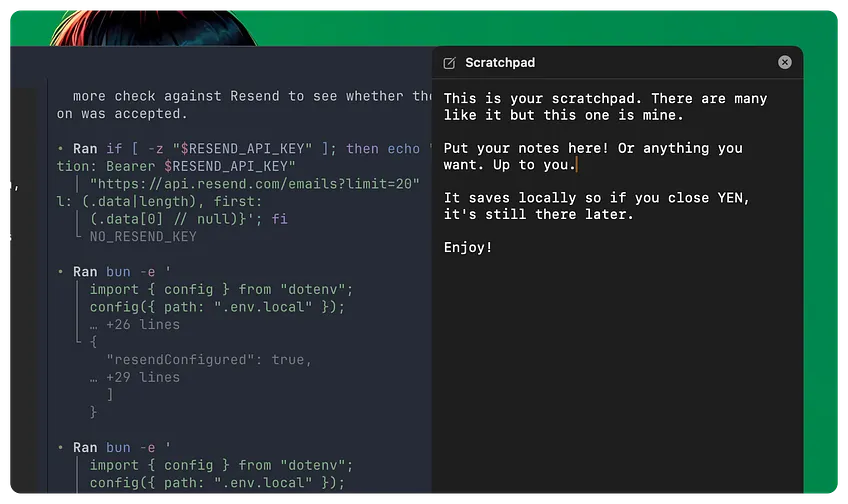 more check against Resend to see whether the
on was accepted.
• Ran if [ -z "$RESEND_API_KEY" ]; then echo "
tion: Bearer $RESEND_API_KEY"
"https://api.resend.com/emails?limit=20"
l: (.data|length), first:
(.data[0] // null)}'; fi
NO_RESEND_KEY
• Ran bun -e '
import { config } from "dotenv";
config({ path: ".env.local" });
… +26 lines
{
"resendConfigured": true,
… +29 lines
]
}
• Ran bun -e '
import { config } from "dotenv";
config({ path: ".env.local" });
Scratchpad
This is your scratchpad. There are many
like it but this one is mine.
Put your notes here! Or anything you
want. Up to you.
It saves locally so if you close YEN,
it's still there later.
Enjoy!